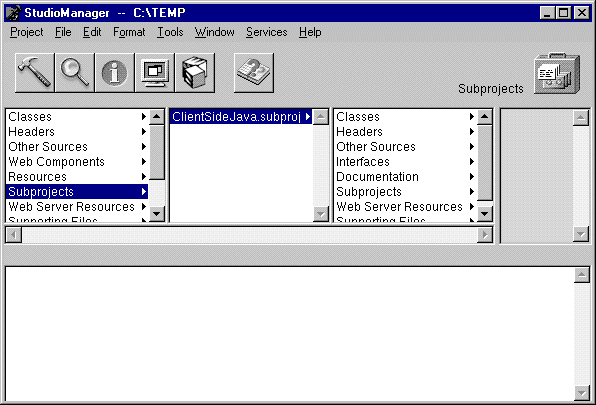 StudioManager -- C:\TEMP
Project File Edit Format Tools Window Services Help
Subprojects
Classes
Headers
Other Sources
Web Components
Resources
Subprojects
Web Server Resources
Supporting Files
ClientSideJava.subproj
Classes
Headers
Other Sources
Interfaces
Documentation
Subprojects
Web Server Resources
Supporting Files